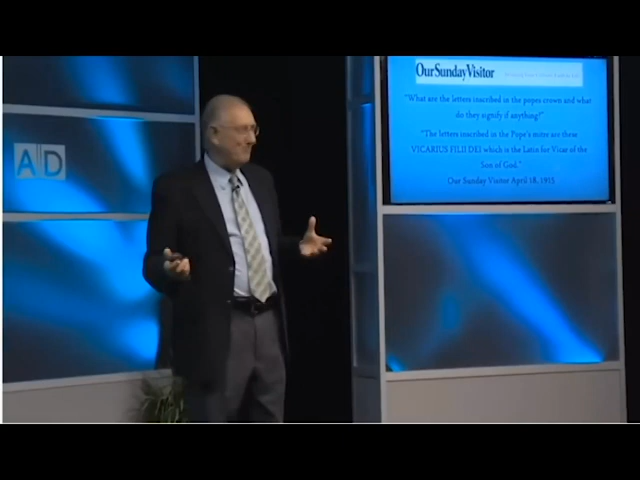 AD
OurSundayVisitor
"What are the letters inscribed in the popes crown and what
do they signify if anything?"
"The letters inscribed in the Pope's mitre are these
VICARIUS FILII DEI which is the Latin for Vicar of the
Son of God."
Our Sunday Visitor April 18, 1915